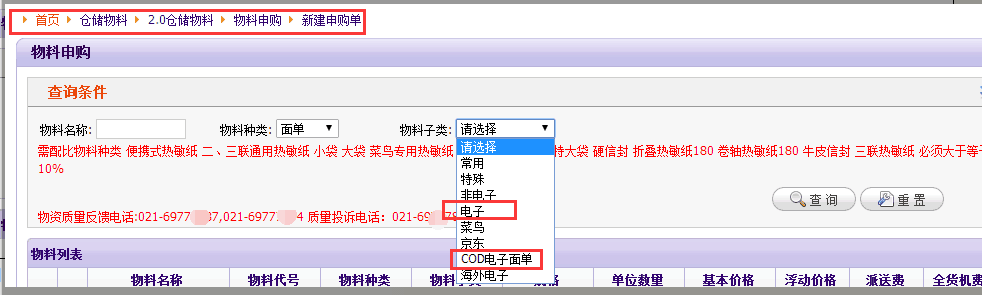 首页 仓储物料 2.0仓储物料 物料申购 新建申购单
物料申购
查询条件
物料名称: 物料种类: 面单 物料子类: 请选择
请选择
需配比物料种类 便携式热敏纸 二、三联通用热敏纸 小袋 大袋 菜鸟专用热敏纸 特大袋 硬信封 折叠热敏纸180 卷轴热敏纸180 牛皮信封 三联热敏纸 必须大于等于
10%
常用
特殊
非电子
电子
菜鸟
京东
COD电子面单
海外电子
查询 重置
物资质量反馈电话:021-6977 37,021-6977 4 质量投诉电话: 021-69 78
物料列表
物料名称 物料代号 物料种类 单位数量 基本价格 浮动价格 派送费 全货机费